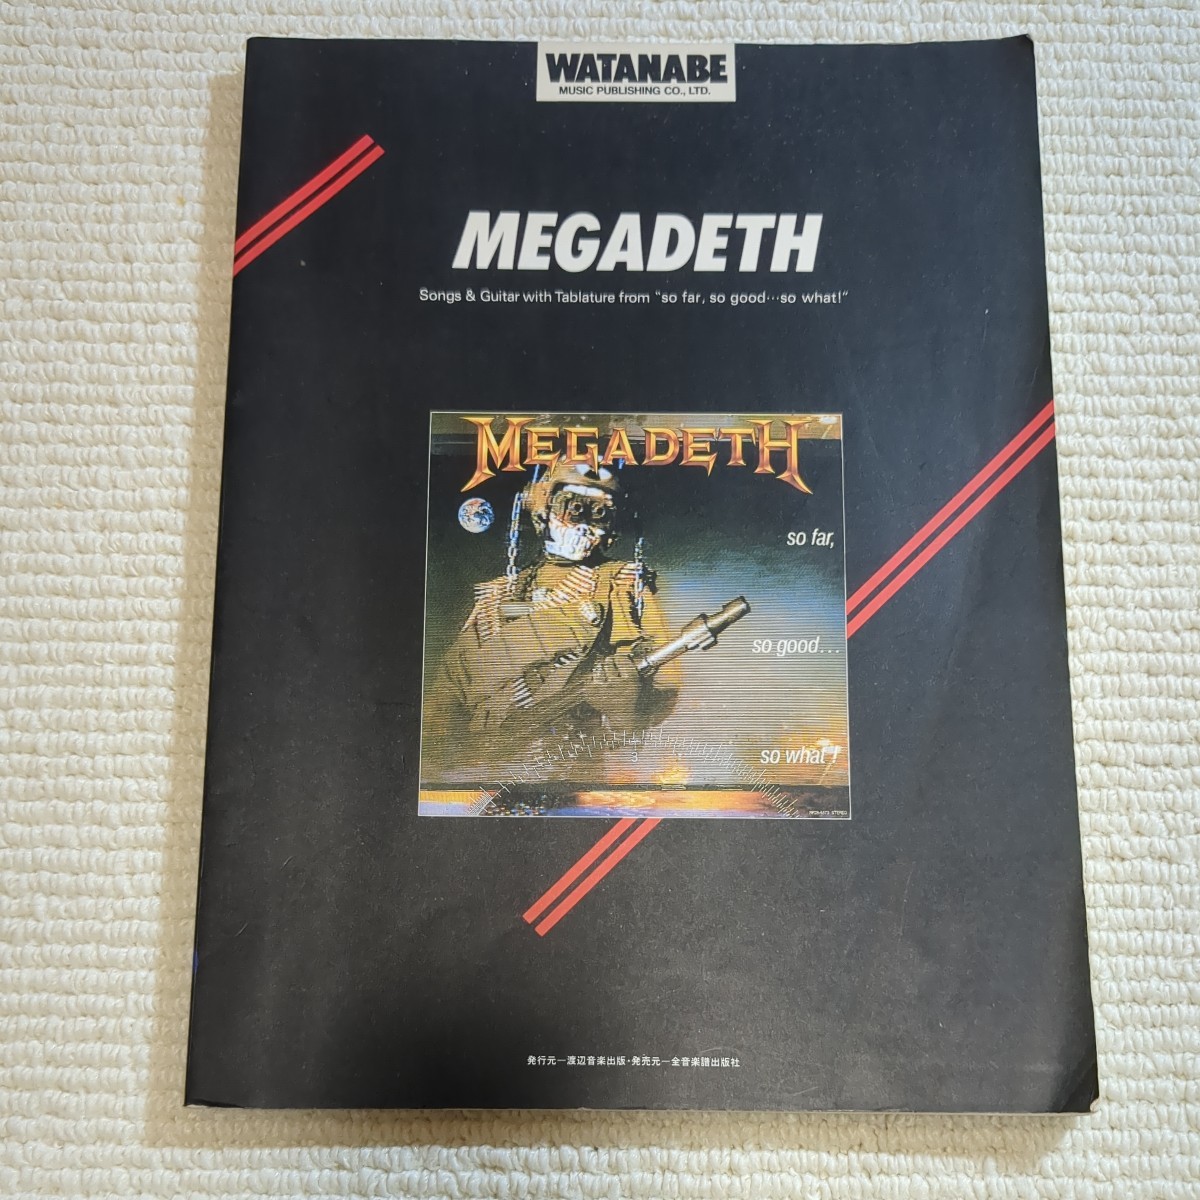 WATANABE
MUSIC PUBLISHING CO., LTD.
MEGADETH
Songs & Guitar with Tablature from "so far, so good…so what!"
MEGADETH
so far,
so good...
so what!
発行元—渡辺音楽出版・発売元—全音楽譜出版社